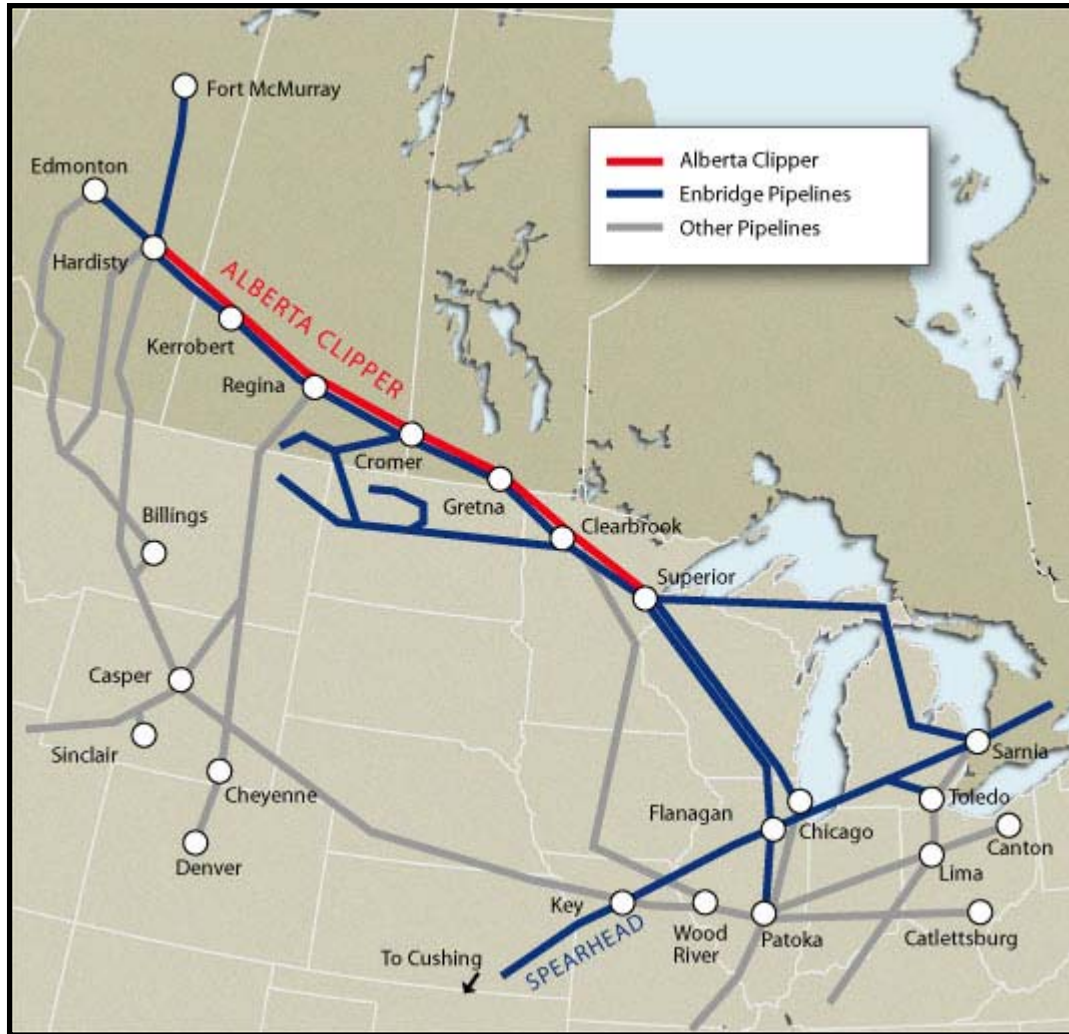 Fort McMurray
Alberta Clipper
Enbridge Pipelines
Other Pipelines
Edmonton
Hardisty
ALBERTA CLIPPER
Kerrobert
Regina
Cromer
Gretna
Billings
Clearbrook
Superior
Casper
Sinclair
Cheyenne
Sarnia
Toledo
Flanagan
Chicago
Canton
Denver
Lima
Key
Wood
River
Patoka
Catlettsburg
SPEARHEAD
To Cushing